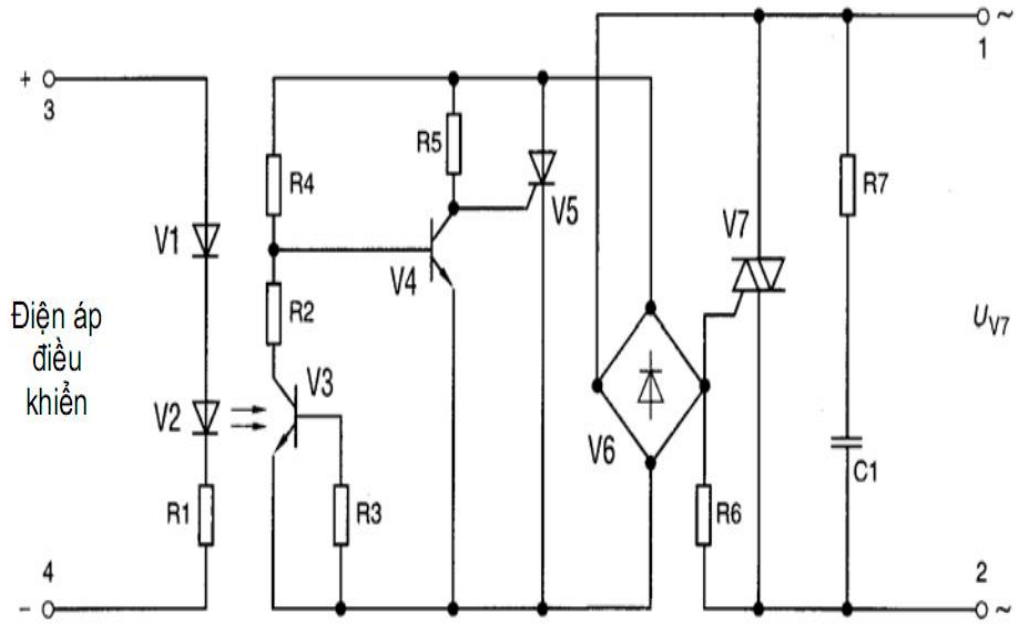 ~
1
+
3
R5
R4
R7
V5
V1
V7
V4
Điện áp
điều
khiển
R2
U V7
V3
V2
V6
C1
R1
R3
R6
4
2
-
~